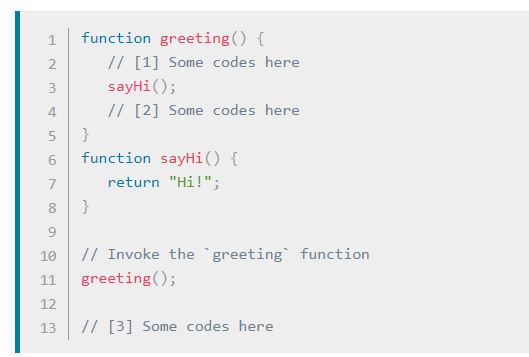 1 function greeting() {
2    // [1] Some codes here
3    sayHi();
4    // [2] Some codes here
5 }
6 function sayHi() {
7    return "Hi!";
8 }
9
10 // Invoke the `greeting` function
11 greeting();
12
13 // [3] Some codes here